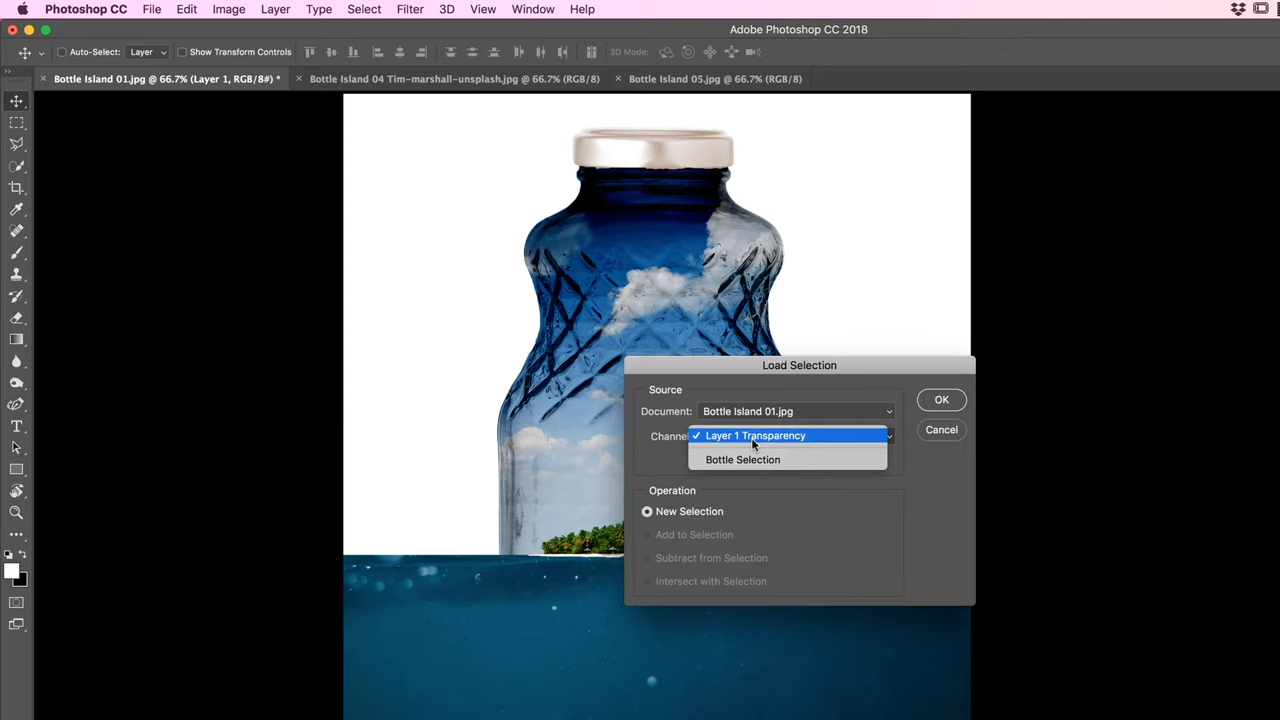 Photoshop CC File Edit Image Layer Type Select Filter 3D View Window Help
Adobe Photoshop CC 2018
Auto-Select: Layer Show Transform Controls 3D Mode:
Bottle Island 01.jpg @ 66.7% (Layer 1, RGB/8#) * Bottle Island 04 Tim-marshall-unsplash.jpg @ 66.7% (RGB/8) Bottle Island 05.jpg @ 66.7% (RGB/8)
Load Selection
Source
Document: Bottle Island 01.jpg
Channe Layer 1 Transparency
Bottle Selection
Operation
New Selection
Add to Selection
Subtract from Selection
Intersect with Selection
OK
Cancel